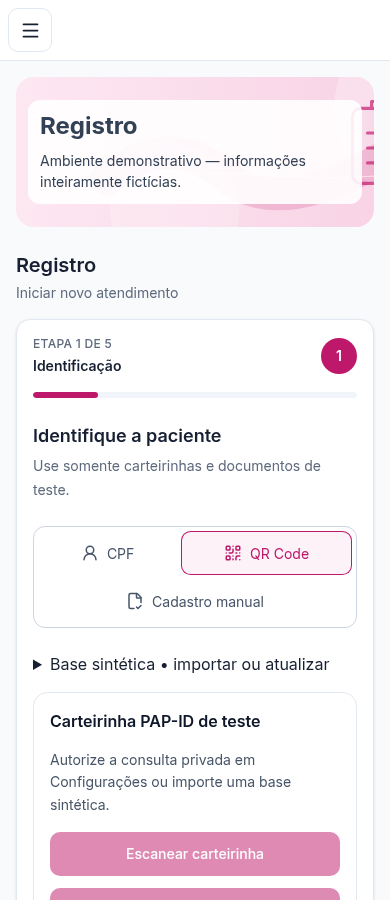 Registro
Ambiente demonstrativo — informações
inteiramente fictícias.
Registro
Iniciar novo atendimento
ETAPA 1 DE 5
Identificação
1
Identifique a paciente
Use somente carteirinhas e documentos de
teste.
CPF
QR Code
Cadastro manual
Base sintética • importar ou atualizar
Carteirinha PAP-ID de teste
Autorize a consulta privada em
Configurações ou importe uma base
sintética.
Escanear carteirinha